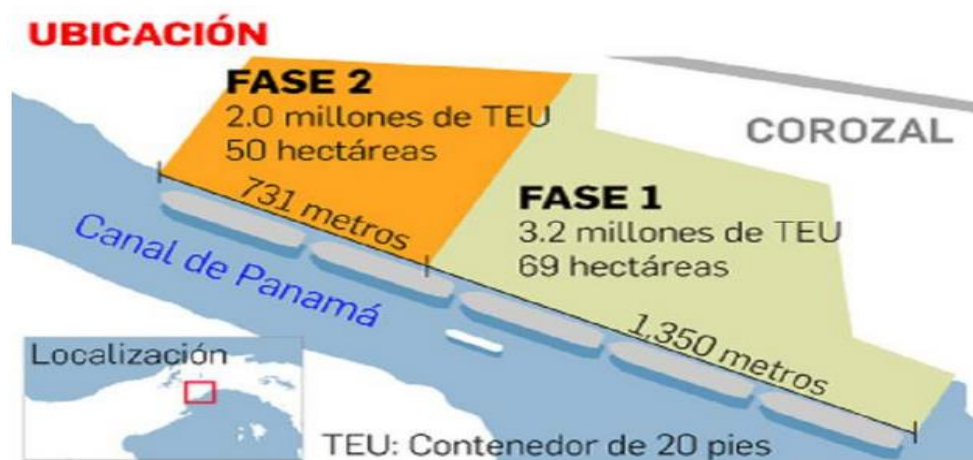 UBICACIÓN
FASE 2
2.0 millones de TEU
50 hectáreas
COROZAL
731 metros
FASE 1
3.2 millones de TEU
69 hectáreas
Canal de Panamá
1,350 metros
Localización
TEU: Contenedor de 20 pies